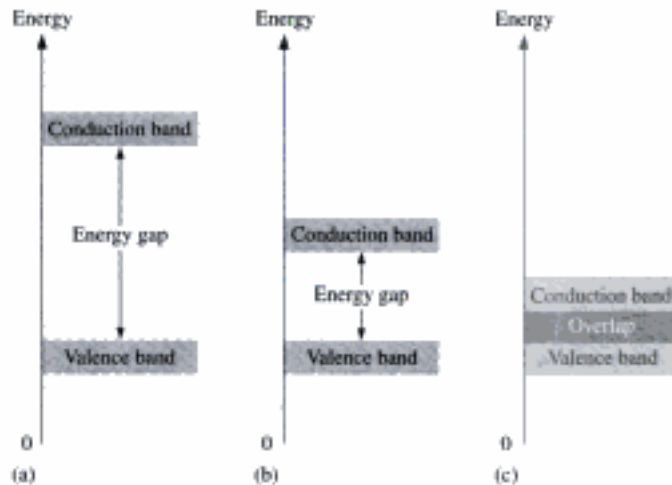 Energy
Conduction band
Energy gap
Valence band
0
(a)
Energy
Conduction band
Energy gap
Valence band
0
(b)
Energy
Conduction band
Overlap
Valence band
0
(c)